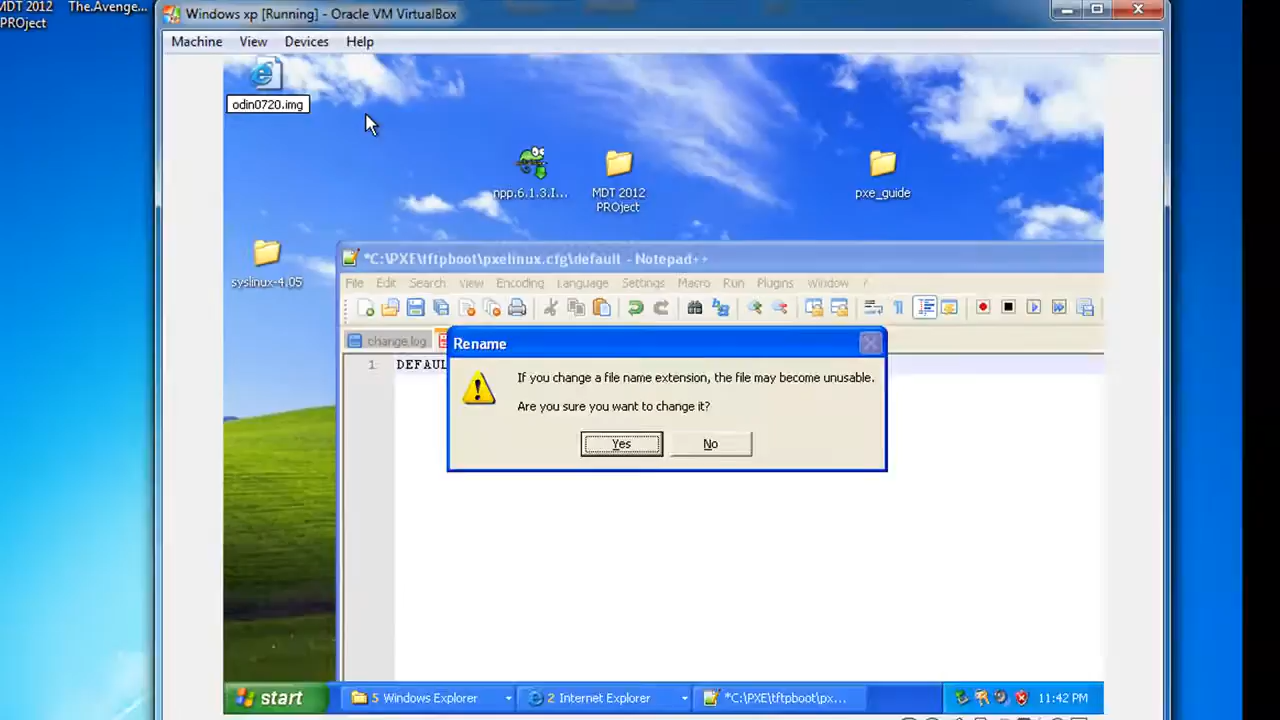 MDT 2012
PROject
The.Avenge...
Windows xp [Running] - Oracle VM VirtualBox
Machine View Devices Help
odin0720.img
npp.6.1.3.I...
MDT 2012
PROject
pxe_guide
syslinux-4.05
*C:\PXE\tftpboot\pxelinux.cfg\default - Notepad++
File Edit Search View Encoding Language Settings Macro Run Plugins Window ?
change.log
1 DEFAUL
Rename
If you change a file name extension, the file may become unusable.
Are you sure you want to change it?
Yes No
start 5 Windows Explorer 2 Internet Explorer *C:\PXE\tftpboot\px... 11:42 PM